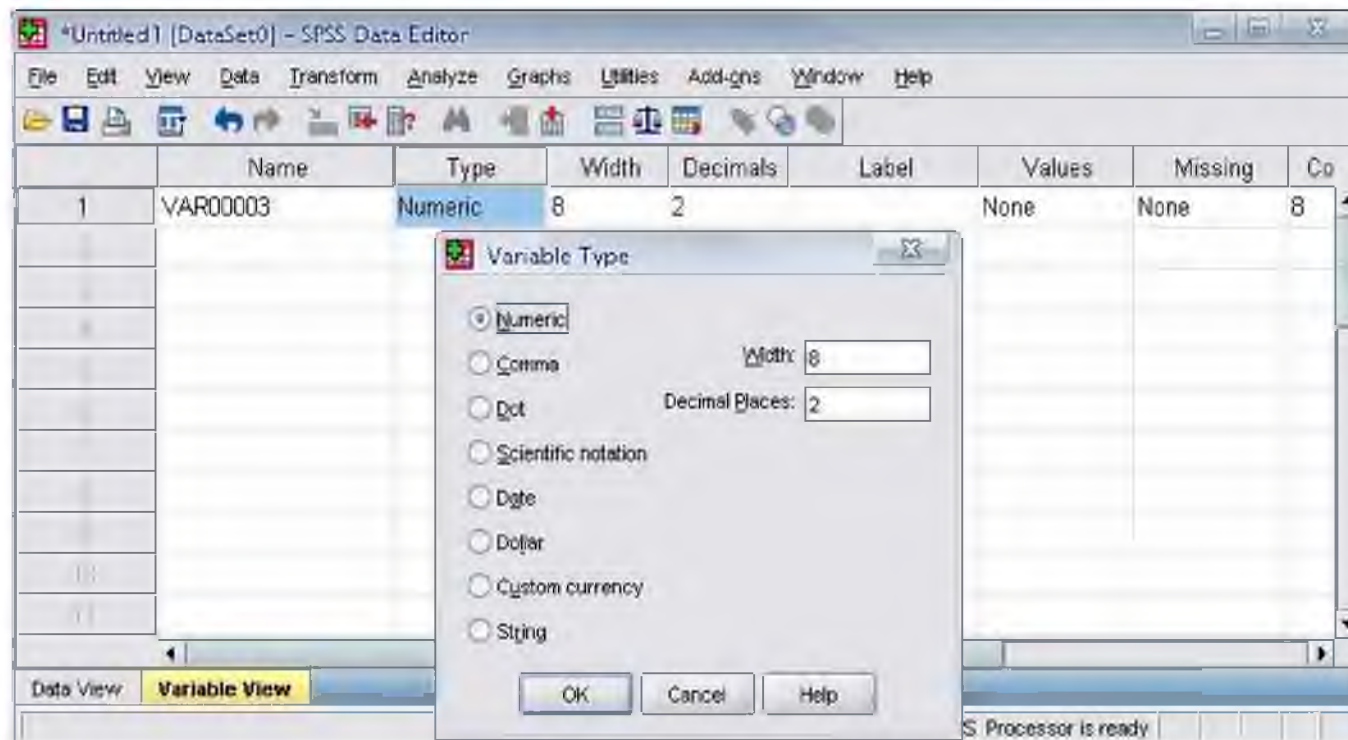 *Untitled1 [DataSet0] - SPSS Data Editor
File Edit View Data Transform Analyze Graphs Utilities Add-ons Window Help
Name Type Width Decimals Label Values Missing Co
1 VAR00003 Numeric 8 2 None None 8
Variable Type
Numeric
Comma
Width: 8
Dot
Decimal Places: 2
Scientific notation
Date
Dollar
Custom currency
String
OK Cancel Help
Data View Variable View
S Processor is ready